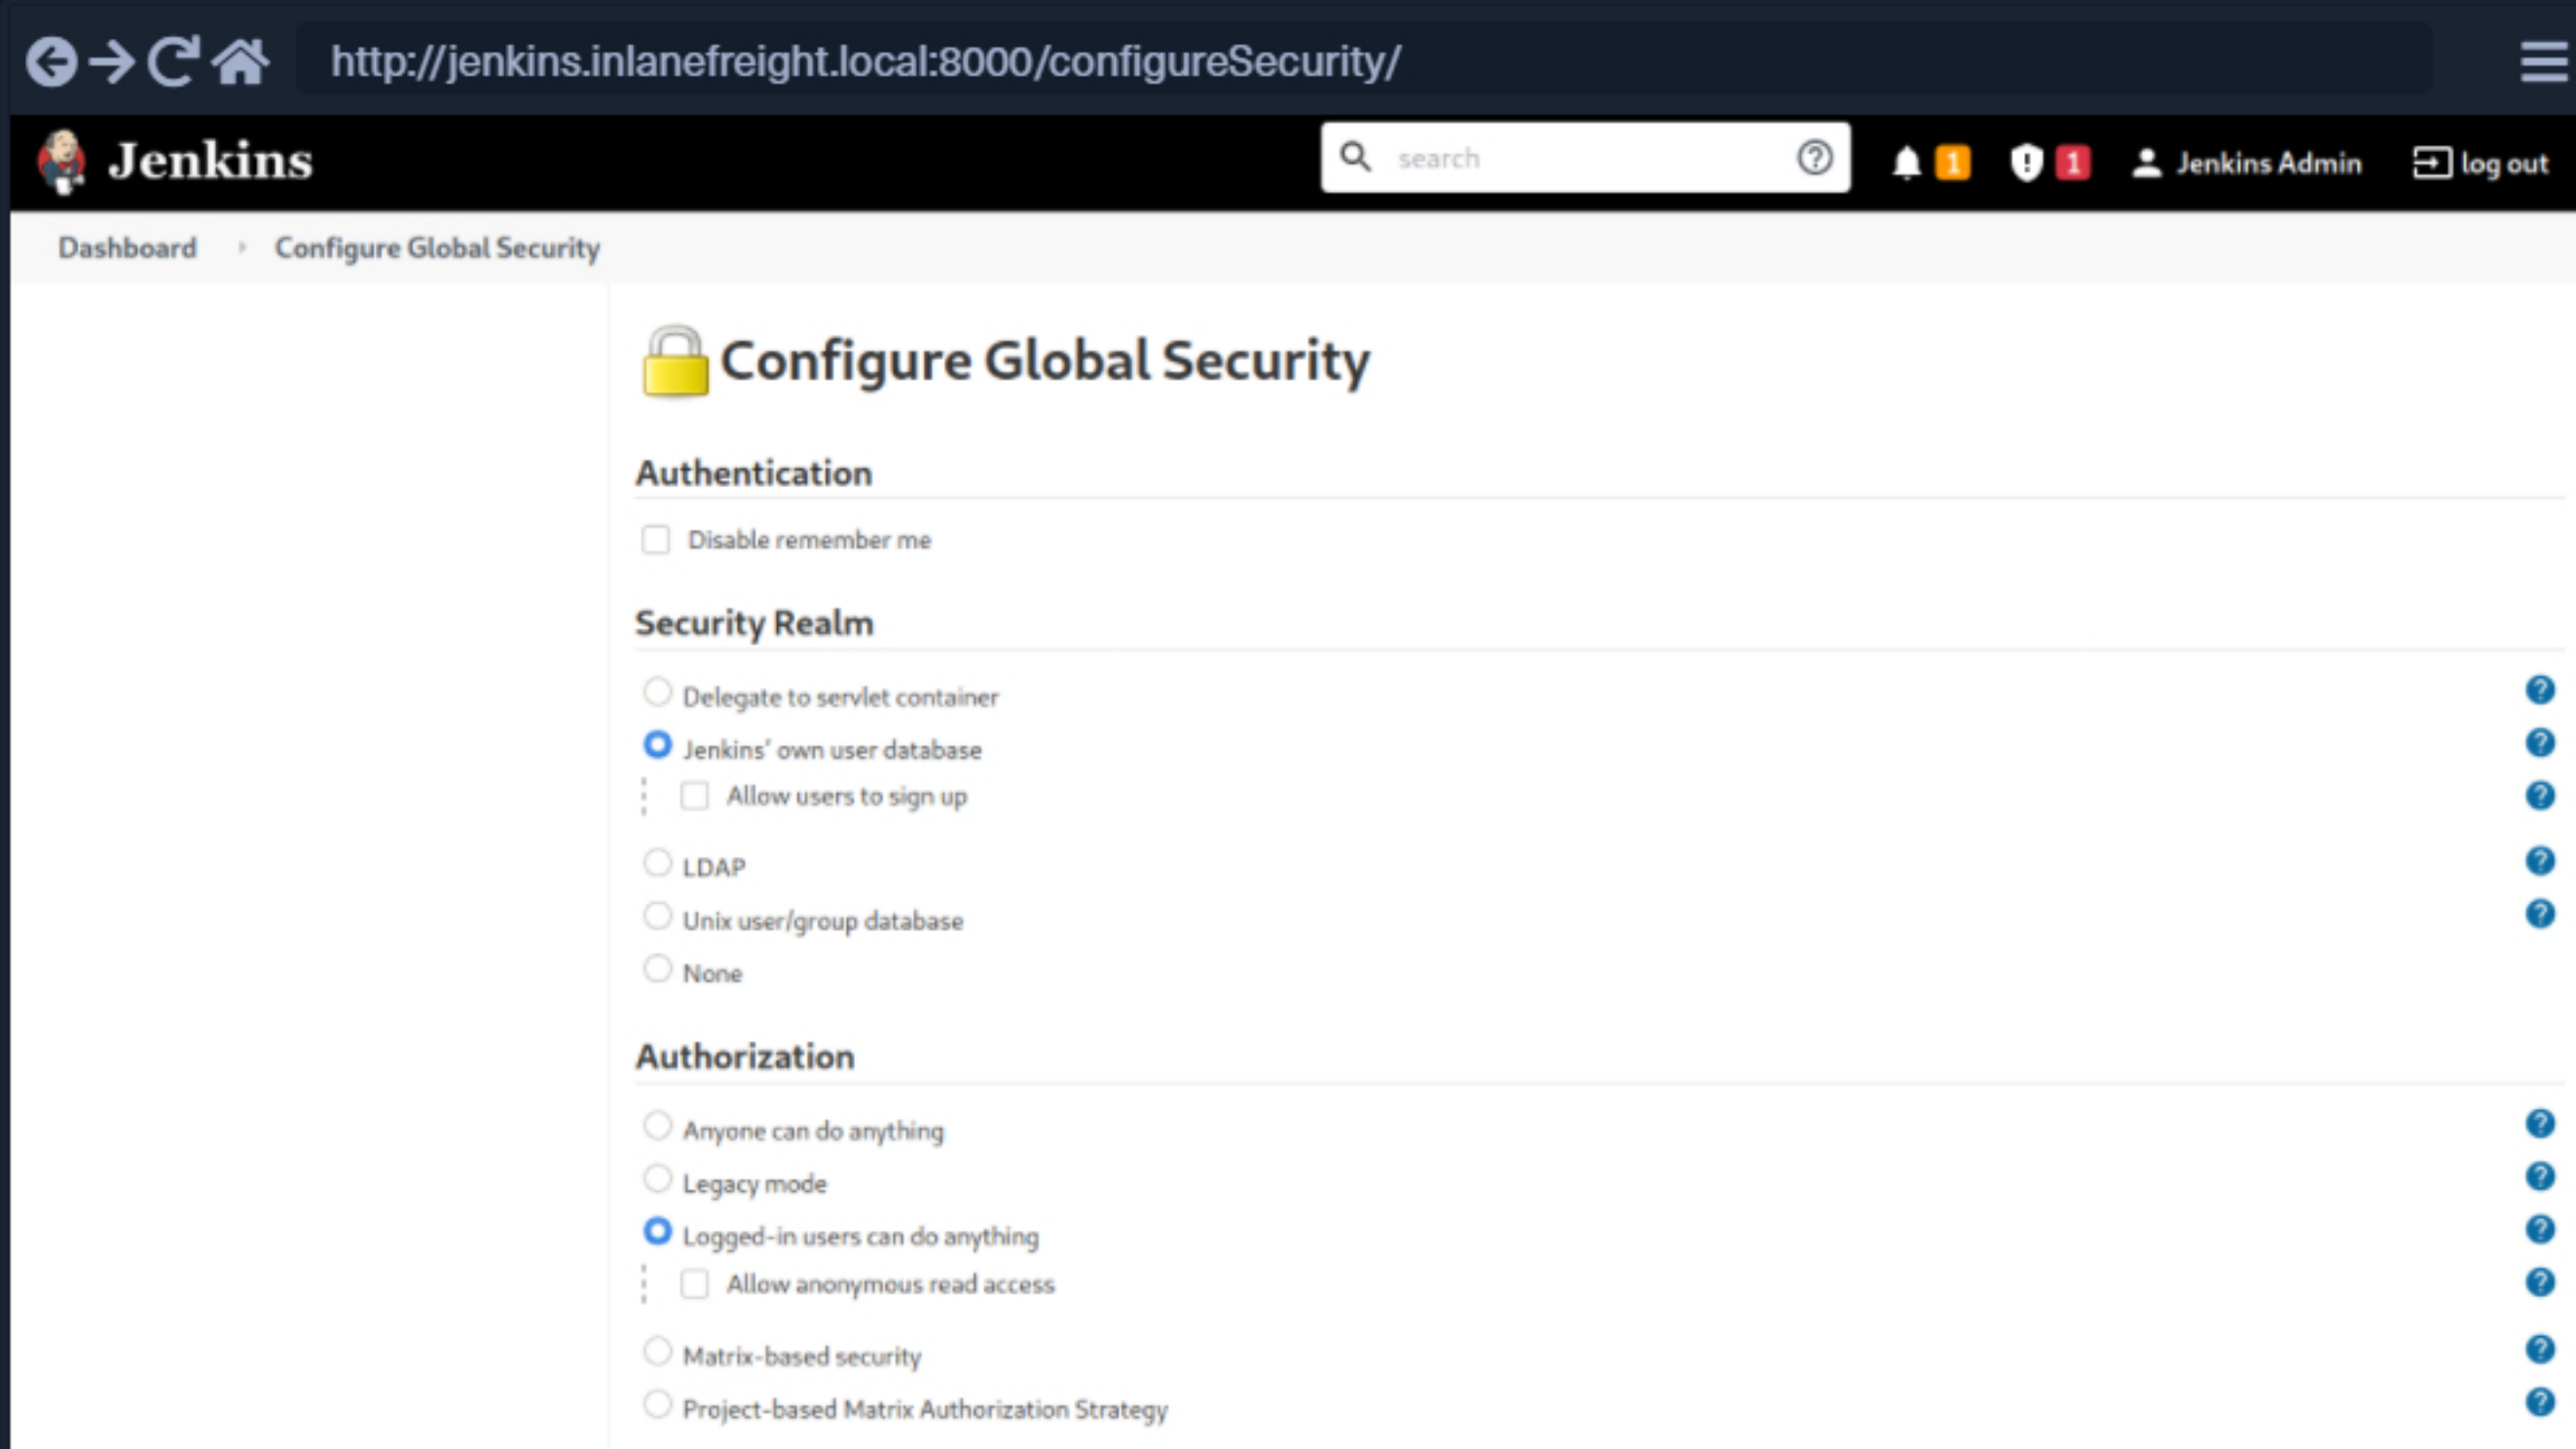 http://jenkins.inlanefreight.local:8000/configureSecurity/
Jenkins search 1 1 Jenkins Admin log out
Dashboard Configure Global Security
Configure Global Security
Authentication
Disable remember me
Security Realm
Delegate to servlet container
Jenkins' own user database
Allow users to sign up
LDAP
Unix user/group database
None
Authorization
Anyone can do anything
Legacy mode
Logged-in users can do anything
Allow anonymous read access
Matrix-based security
Project-based Matrix Authorization Strategy